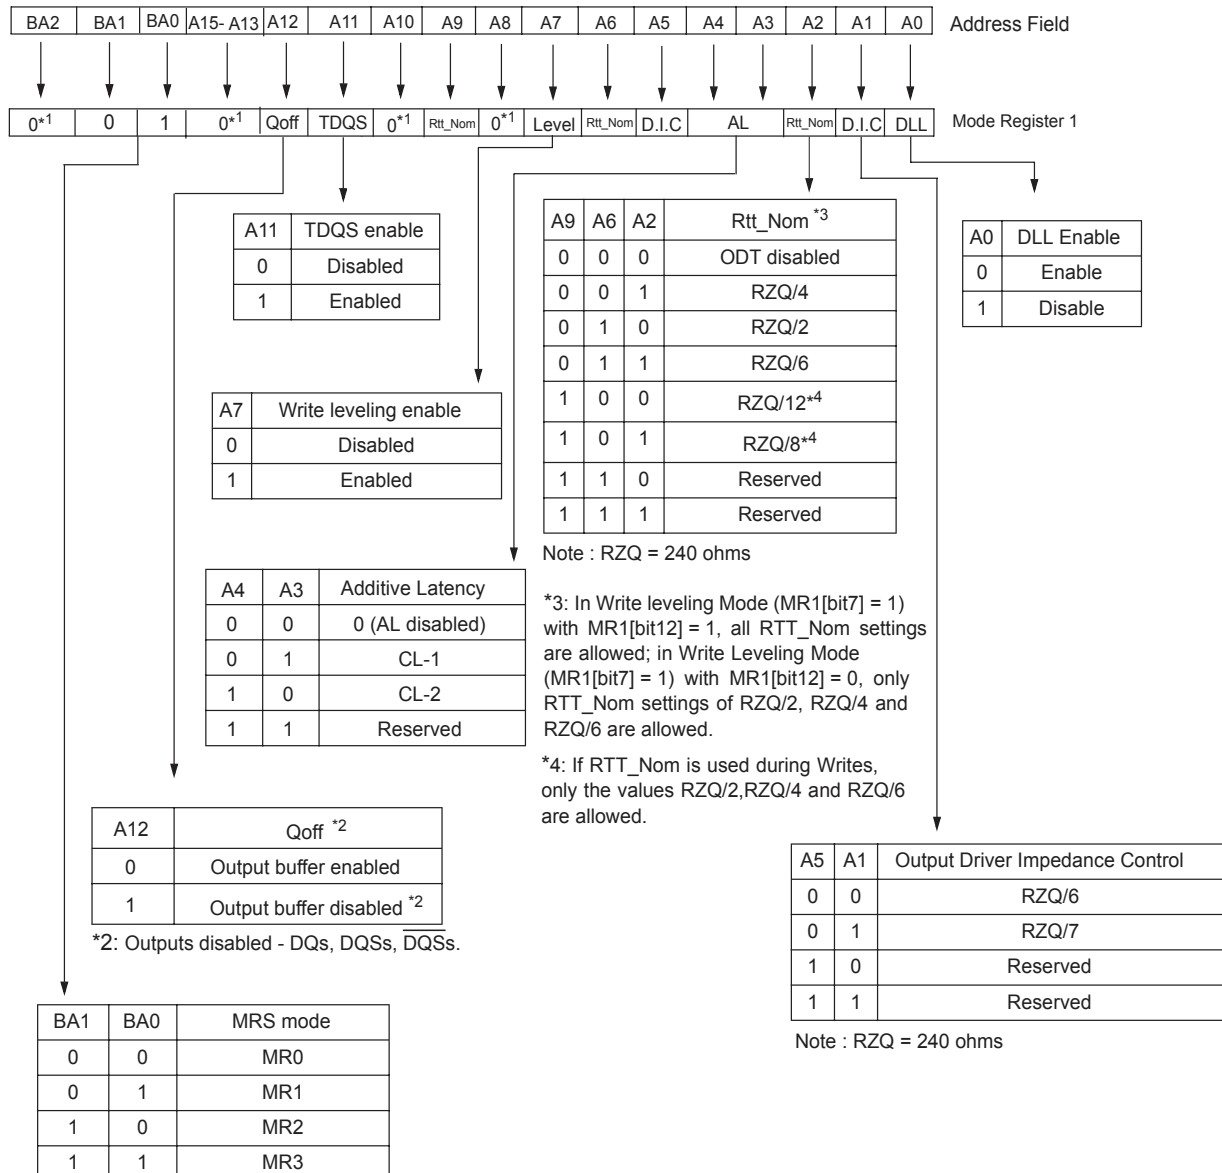 BA2 BA1 BA0 A15- A13 A12 A11 A10 A9 A8 A7 A6 A5 A4 A3 A2 A1 A0 Address Field
0*1 0 1 0*1 Qoff TDQS 0*1 Rtt_Nom 0*1 Level Rtt_Nom D.I.C AL Rtt_Nom D.I.C DLL Mode Register 1
A11 TDQS enable
0 Disabled
1 Enabled
A9 A6 A2 Rtt_Nom *3
0 0 0 ODT disabled
0 0 1 RZQ/4
0 1 0 RZQ/2
0 1 1 RZQ/6
1 0 0 RZQ/12*4
1 0 1 RZQ/8*4
1 1 0 Reserved
1 1 1 Reserved
Note : RZQ = 240 ohms
A0 DLL Enable
0 Enable
1 Disable
A7 Write leveling enable
0 Disabled
1 Enabled
A4 A3 Additive Latency
0 0 0 (AL disabled)
0 1 CL-1
1 0 CL-2
1 1 Reserved
*3: In Write leveling Mode (MR1[bit7] = 1)
with MR1[bit12] = 1, all RTT_Nom settings
are allowed; in Write Leveling Mode
(MR1[bit7] = 1) with MR1[bit12] = 0, only
RTT_Nom settings of RZQ/2, RZQ/4 and
RZQ/6 are allowed.
*4: If RTT_Nom is used during Writes,
only the values RZQ/2,RZQ/4 and RZQ/6
are allowed.
A12 Qoff *2
0 Output buffer enabled
1 Output buffer disabled *2
*2: Outputs disabled - DQs, DQSs, D̅Q̅S̅s.
A5 A1 Output Driver Impedance Control
0 0 RZQ/6
0 1 RZQ/7
1 0 Reserved
1 1 Reserved
Note : RZQ = 240 ohms
BA1 BA0 MRS mode
0 0 MR0
0 1 MR1
1 0 MR2
1 1 MR3